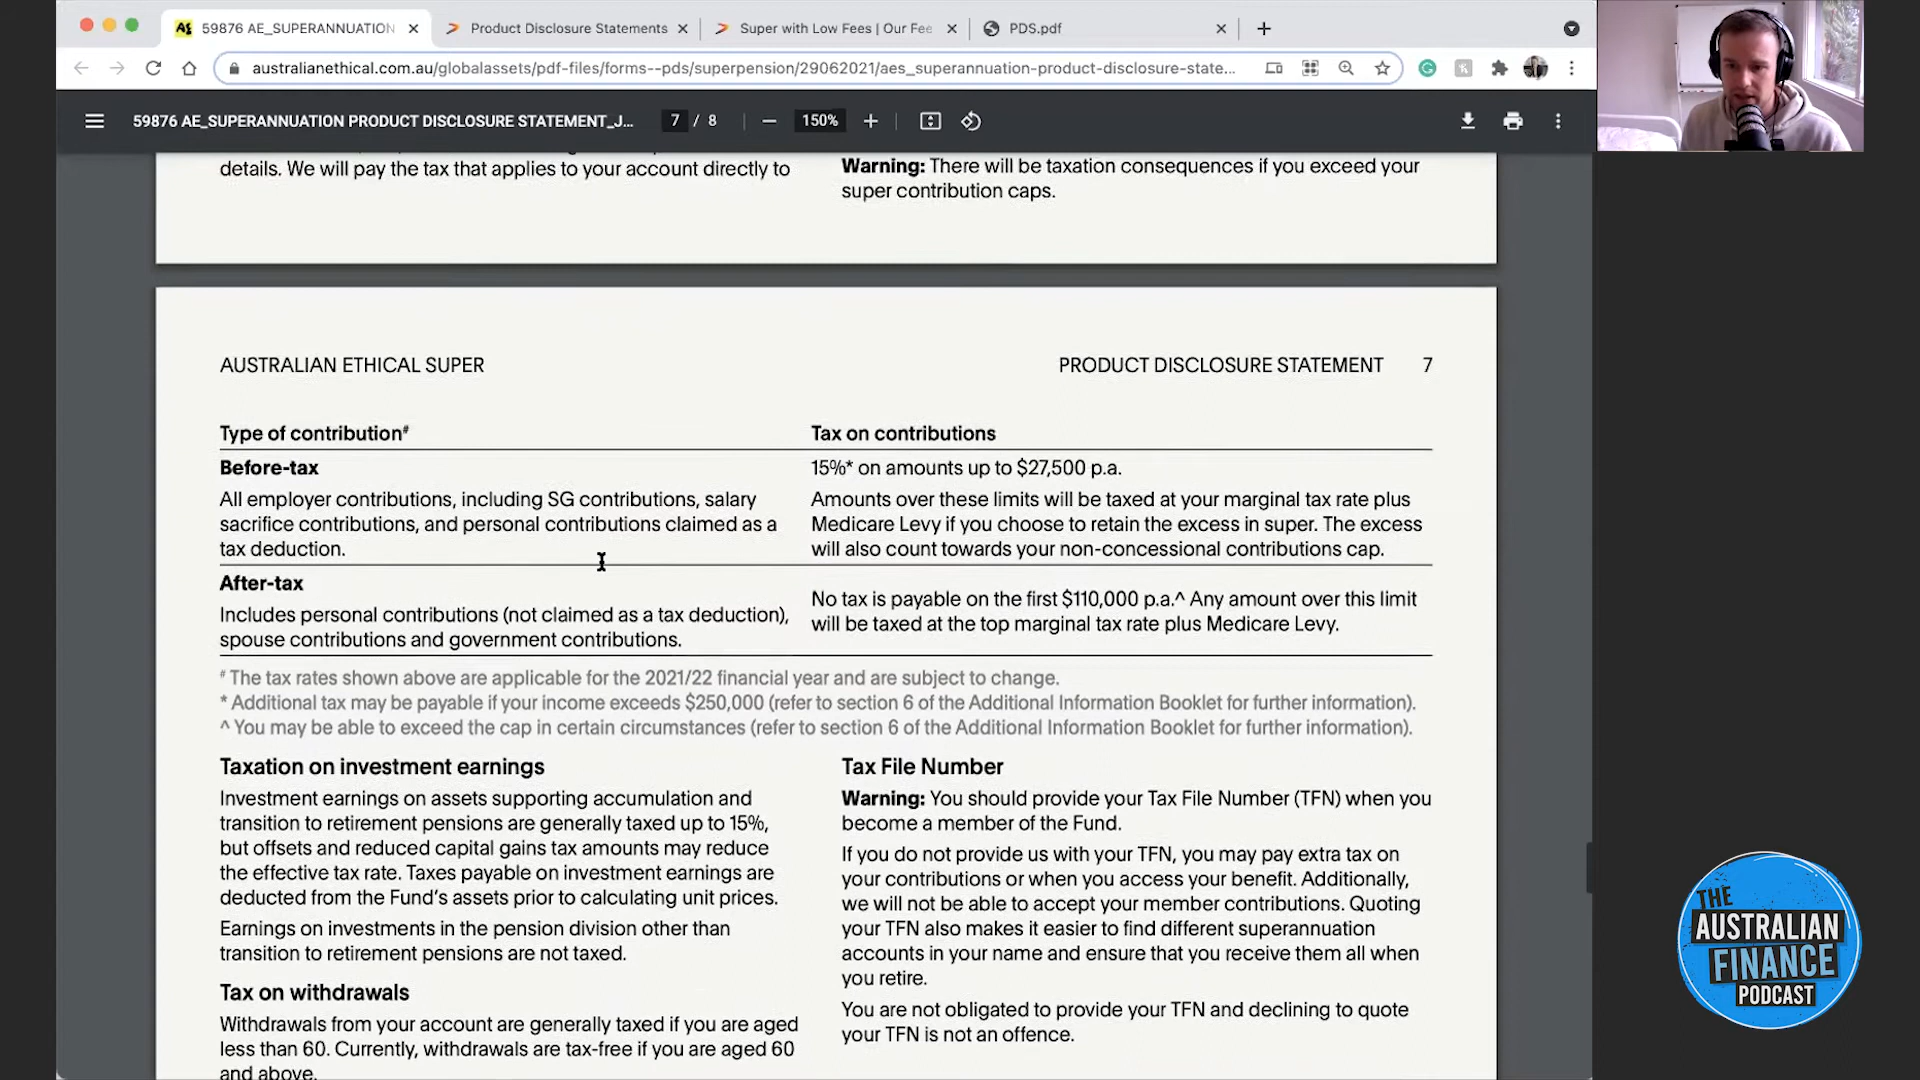 59876 AE_SUPERANNUATION
Product Disclosure Statements
Super with Low Fees | Our Fee
PDS.pdf
australianethical.com.au/globalassets/pdf-files/forms--pds/superpension/29062021/aes_superannuation-product-disclosure-state...
59876 AE_SUPERANNUATION PRODUCT DISCLOSURE STATEMENT_J...
7 / 8
150%
details. We will pay the tax that applies to your account directly to
Warning: There will be taxation consequences if you exceed your
super contribution caps.
AUSTRALIAN ETHICAL SUPER
PRODUCT DISCLOSURE STATEMENT 7
Type of contribution#
Tax on contributions
Before-tax
All employer contributions, including SG contributions, salary
sacrifice contributions, and personal contributions claimed as a
tax deduction.
15%* on amounts up to $27,500 p.a.
Amounts over these limits will be taxed at your marginal tax rate plus
Medicare Levy if you choose to retain the excess in super. The excess
will also count towards your non-concessional contributions cap.
After-tax
Includes personal contributions (not claimed as a tax deduction),
spouse contributions and government contributions.
No tax is payable on the first $110,000 p.a.^ Any amount over this limit
will be taxed at the top marginal tax rate plus Medicare Levy.
# The tax rates shown above are applicable for the 2021/22 financial year and are subject to change.
* Additional tax may be payable if your income exceeds $250,000 (refer to section 6 of the Additional Information Booklet for further information).
^ You may be able to exceed the cap in certain circumstances (refer to section 6 of the Additional Information Booklet for further information).
Taxation on investment earnings
Investment earnings on assets supporting accumulation and
transition to retirement pensions are generally taxed up to 15%,
but offsets and reduced capital gains tax amounts may reduce
the effective tax rate. Taxes payable on investment earnings are
deducted from the Fund's assets prior to calculating unit prices.
Earnings on investments in the pension division other than
transition to retirement pensions are not taxed.
Tax on withdrawals
Withdrawals from your account are generally taxed if you are aged
less than 60. Currently, withdrawals are tax-free if you are aged 60
and above.
Tax File Number
Warning: You should provide your Tax File Number (TFN) when you
become a member of the Fund.
If you do not provide us with your TFN, you may pay extra tax on
your contributions or when you access your benefit. Additionally,
we will not be able to accept your member contributions. Quoting
your TFN also makes it easier to find different superannuation
accounts in your name and ensure that you receive them all when
you retire.
You are not obligated to provide your TFN and declining to quote
your TFN is not an offence.
THE
AUSTRALIAN
FINANCE
PODCAST